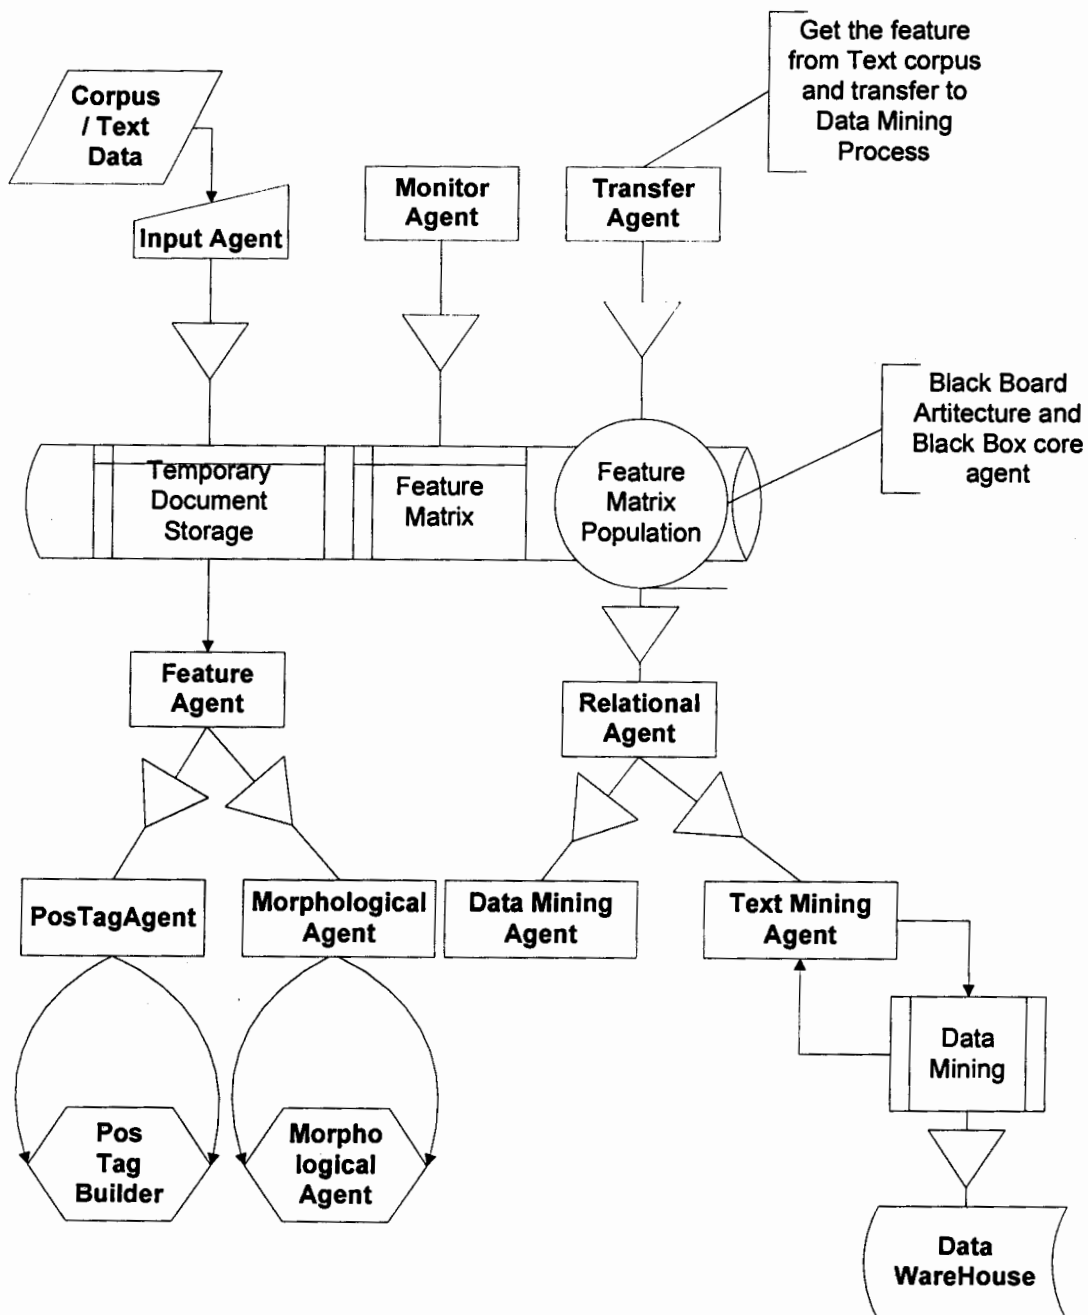 Get the feature
from Text corpus
and transfer to
Data Mining
Process
Corpus
/ Text
Data
Monitor
Agent
Transfer
Agent
Input Agent
Black Board
Artitecture and
Black Box core
agent
Temporary
Document
Storage
Feature
Matrix
Feature
Matrix
Population
Feature
Agent
Relational
Agent
PosTagAgent
Morphological
Agent
Data Mining
Agent
Text Mining
Agent
Data
Mining
Pos
Tag
Builder
Morpho
logical
Agent
Data
WareHouse